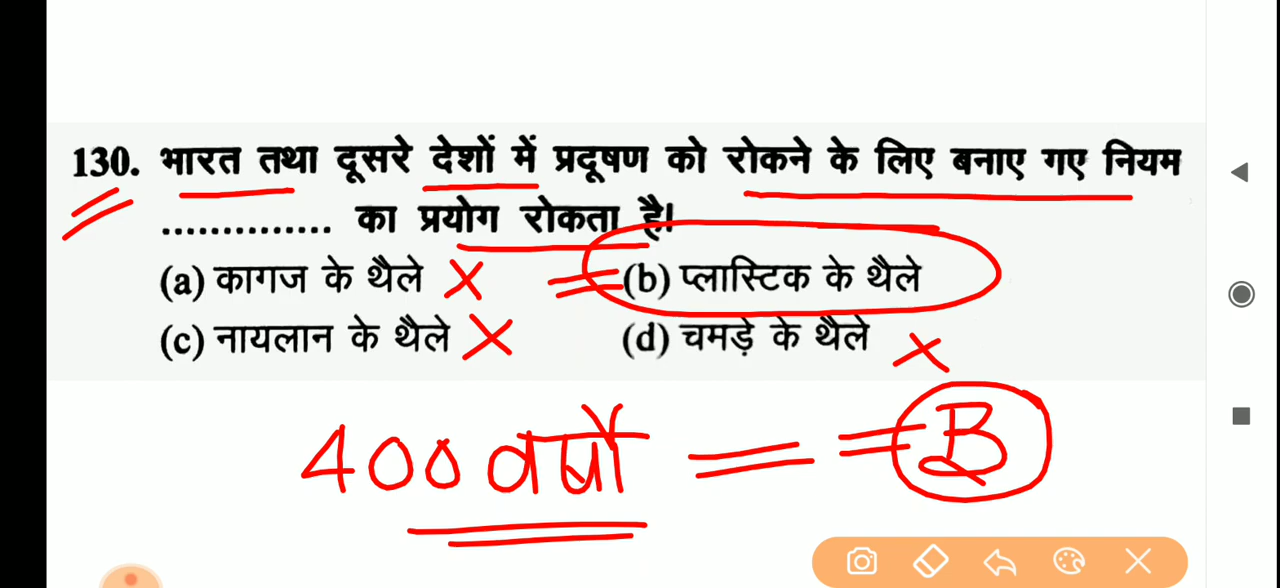 130. भारत तथा दूसरे देशों में प्रदूषण को रोकने के लिए बनाए गए नियम
............... का प्रयोग रोकता है।
(a) कागज के थैले X = (b) प्लास्टिक के थैले
(c) नायलान के थैले X (d) चमड़े के थैले X
400 वर्षो = = B